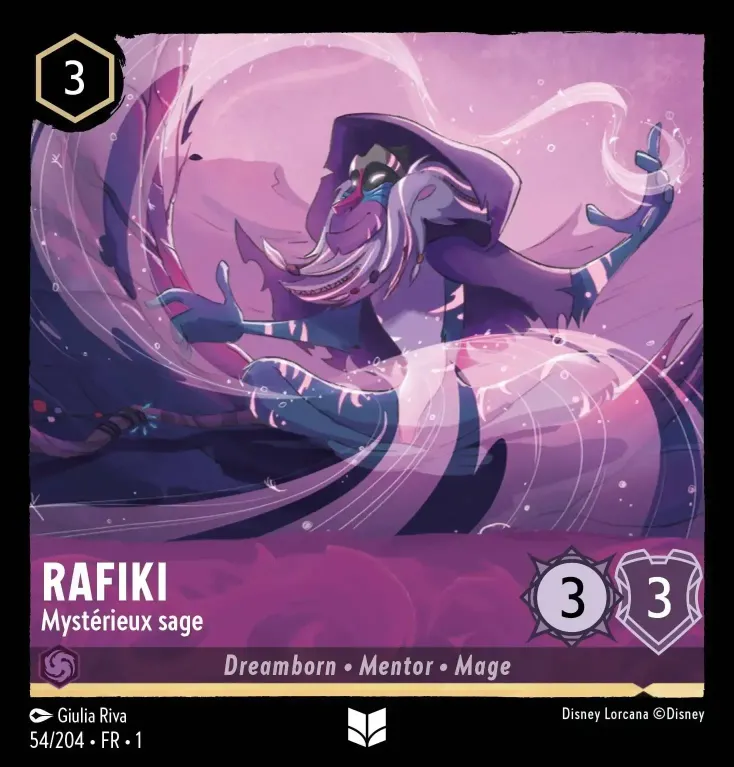 3
RAFIKI
Mystérieux sage
3
3
Dreamborn • Mentor • Mage
Giulia Riva
Disney Lorcana ©Disney
54/204 • FR • 1